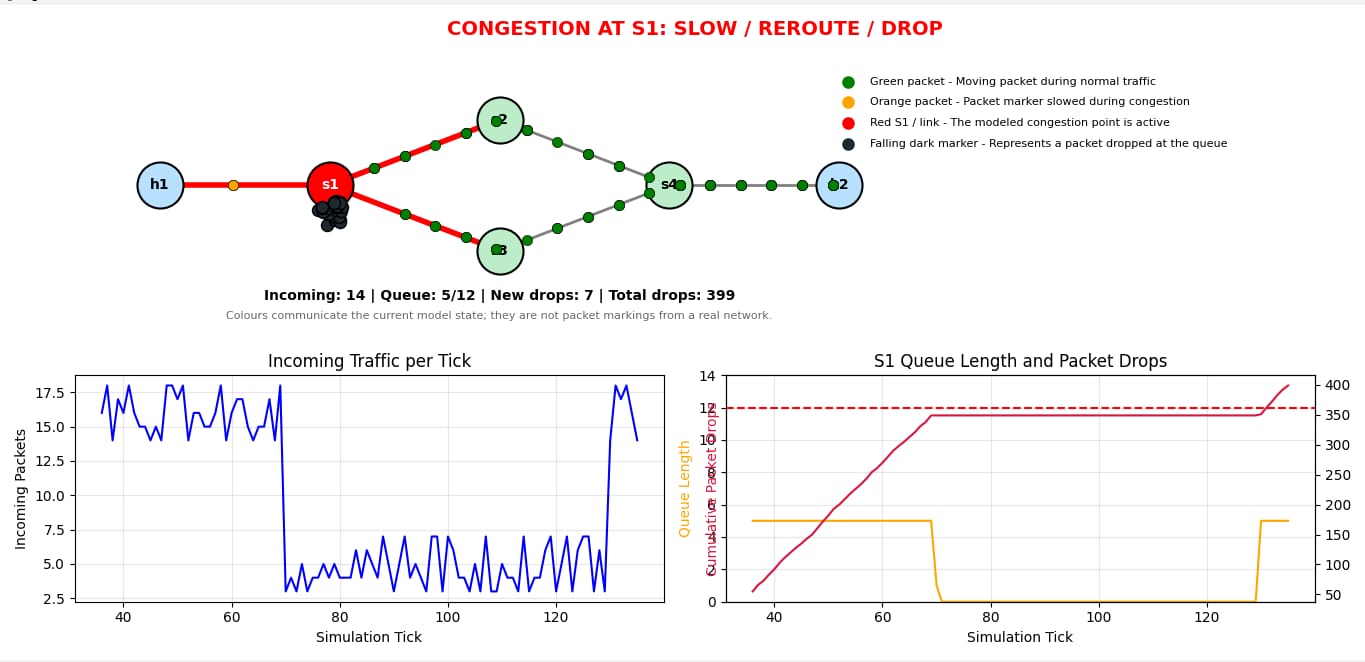 CONGESTION AT S1: SLOW / REROUTE / DROP
Green packet - Moving packet during normal traffic
Orange packet - Packet marker slowed during congestion
Red S1 / link - The modeled congestion point is active
Falling dark marker - Represents a packet dropped at the queue
2
h1
s1
s4
2
3
Incoming: 14 | Queue: 5/12 | New drops: 7 | Total drops: 399
Colours communicate the current model state; they are not packet markings from a real network.
Incoming Traffic per Tick
17.5
15.0
12.5
10.0
7.5
5.0
2.5
Incoming Packets
40
60
80
100
120
Simulation Tick
S1 Queue Length and Packet Drops
14
12
10
8
6
4
2
0
Queue Length
Cumulative Packet Drops
400
350
300
250
200
150
100
50
40
60
80
100
120
Simulation Tick